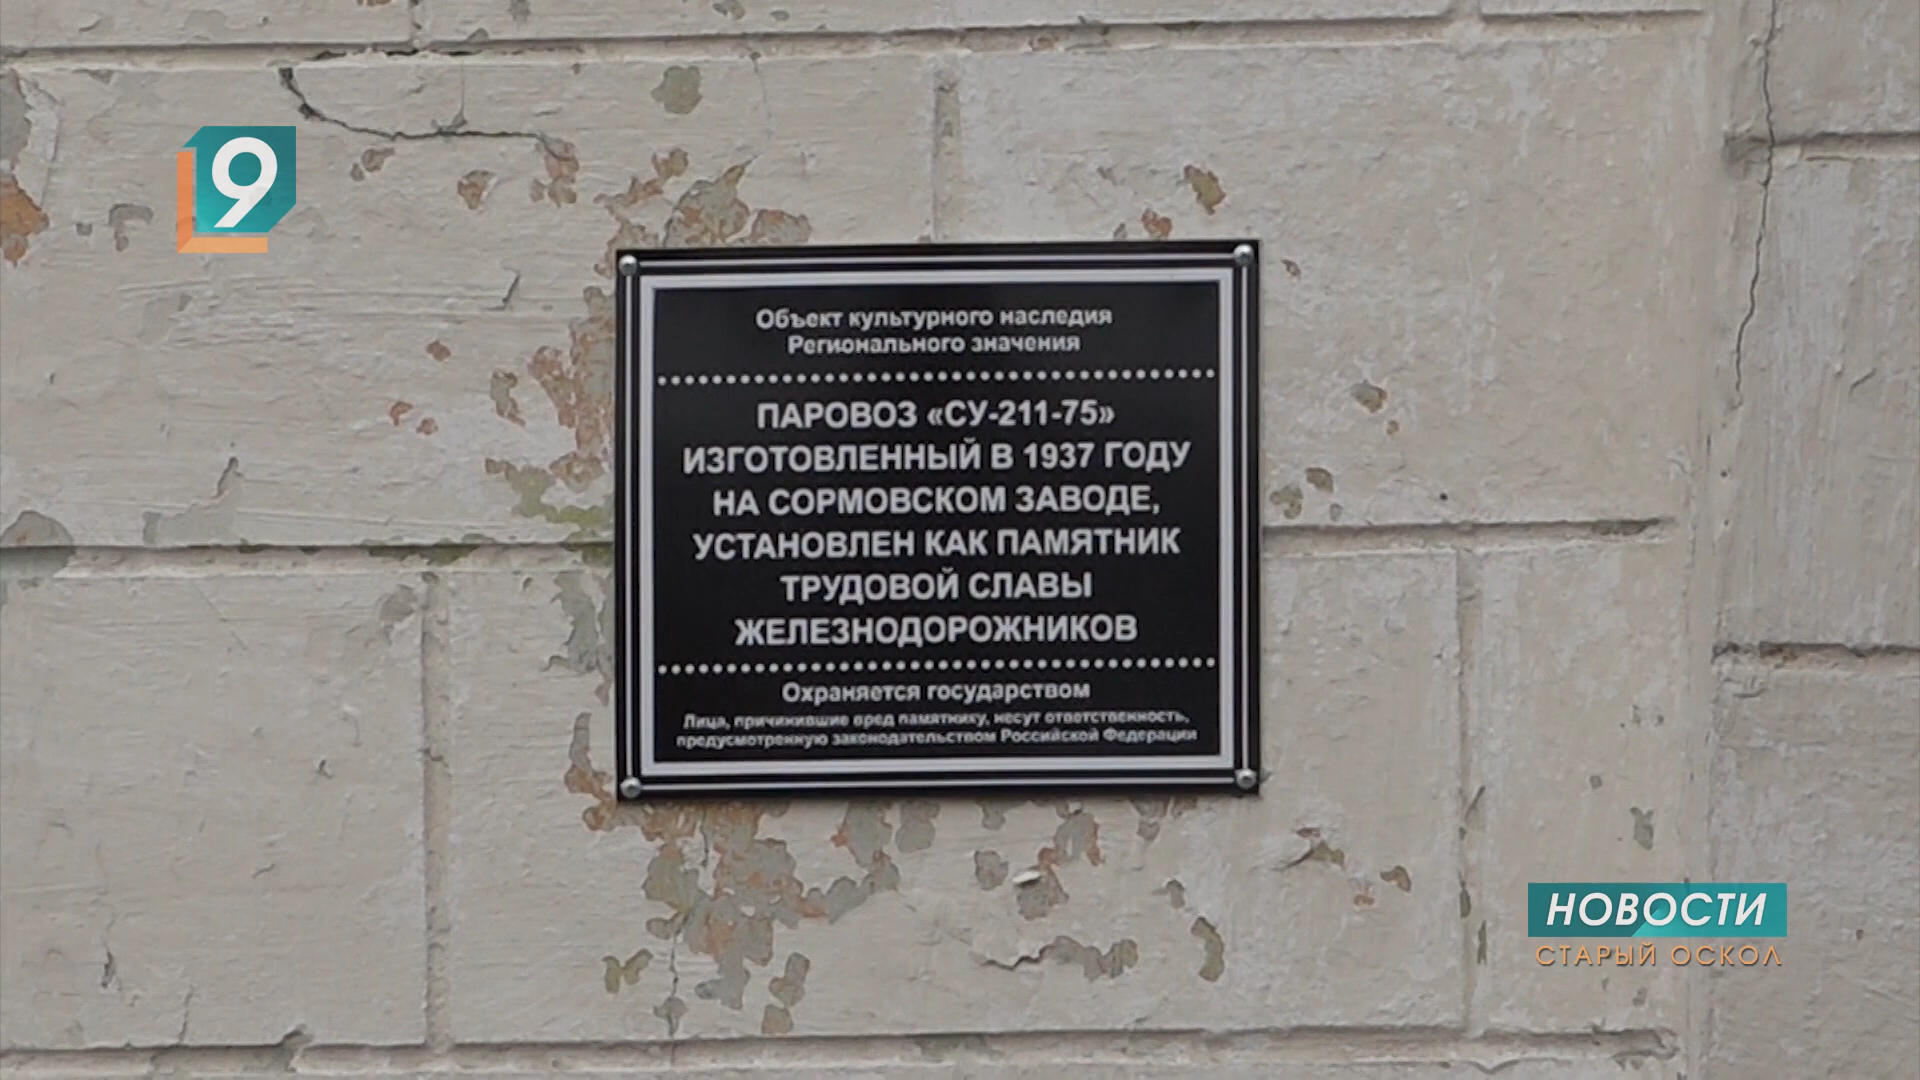 9
Объект культурного наследия
Регионального значения
ПАРОВОЗ «СУ-211-75»
ИЗГОТОВЛЕННЫЙ В 1937 ГОДУ
НА СОРМОВСКОМ ЗАВОДЕ,
УСТАНОВЛЕН КАК ПАМЯТНИК
ТРУДОВОЙ СЛАВЫ
ЖЕЛЕЗНОДОРОЖНИКОВ
Охраняется государством
Лица, причинившие вред памятнику, несут ответственность,
предусмотренную законодательством Российской Федерации
НОВОСТИ
СТАРЫЙ ОСКОЛ